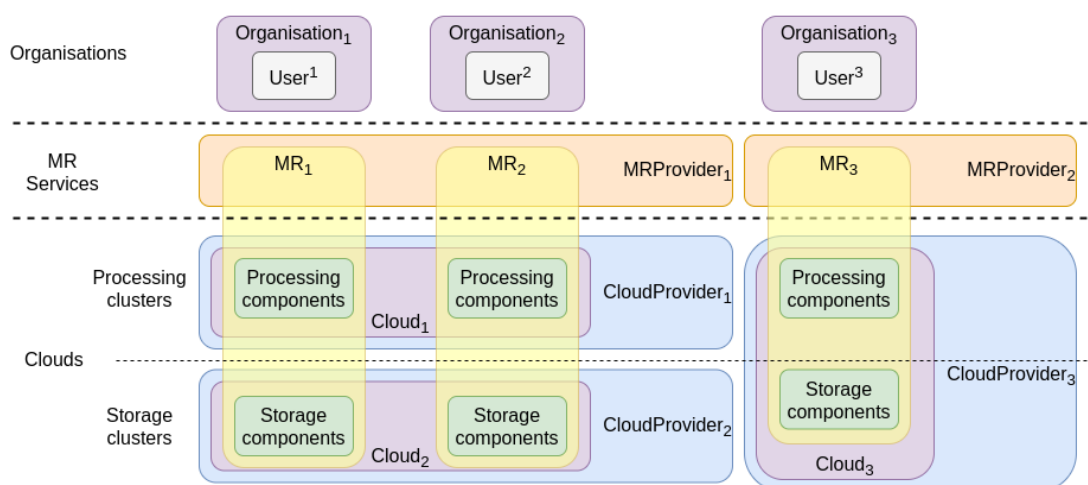 Organisations
Organisation₁
User¹
Organisation₂
User²
Organisation₃
User³
MR
Services
MR₁
MR₂
MRProvider₁
MR₃
MRProvider₂
Processing
clusters
Processing
components
Cloud₁
Processing
components
CloudProvider₁
Processing
components
Clouds
CloudProvider₃
Storage
clusters
Storage
components
Cloud₂
Storage
components
CloudProvider₂
Storage
components
Cloud₃